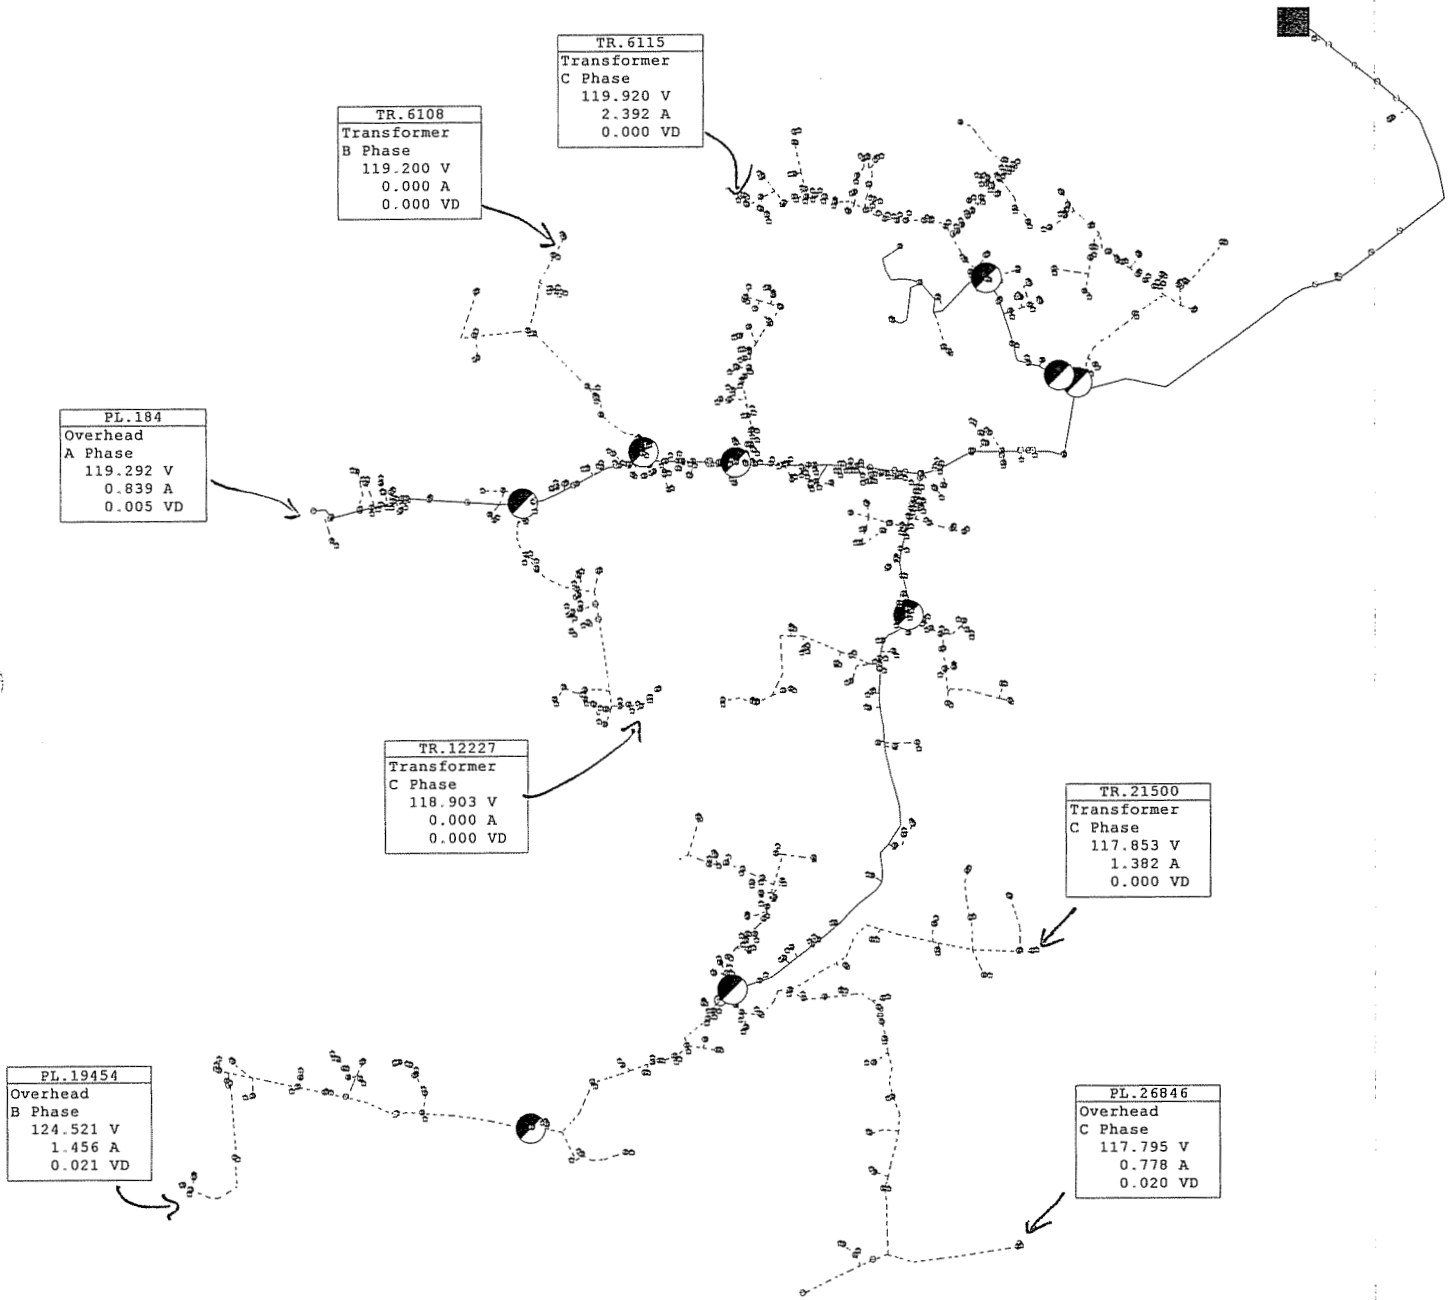 TR.6115
Transformer
C Phase
119.920 V
2.392 A
0.000 VD
TR.6108
Transformer
B Phase
119.200 V
0.000 A
0.000 VD
PL.184
Overhead
A Phase
119.292 V
0.839 A
0.005 VD
TR.12227
Transformer
C Phase
118.903 V
0.000 A
0.000 VD
TR.21500
Transformer
C Phase
117.853 V
1.382 A
0.000 VD
PL.19454
Overhead
B Phase
124.521 V
1.456 A
0.021 VD
PL.26846
Overhead
C Phase
117.795 V
0.778 A
0.020 VD